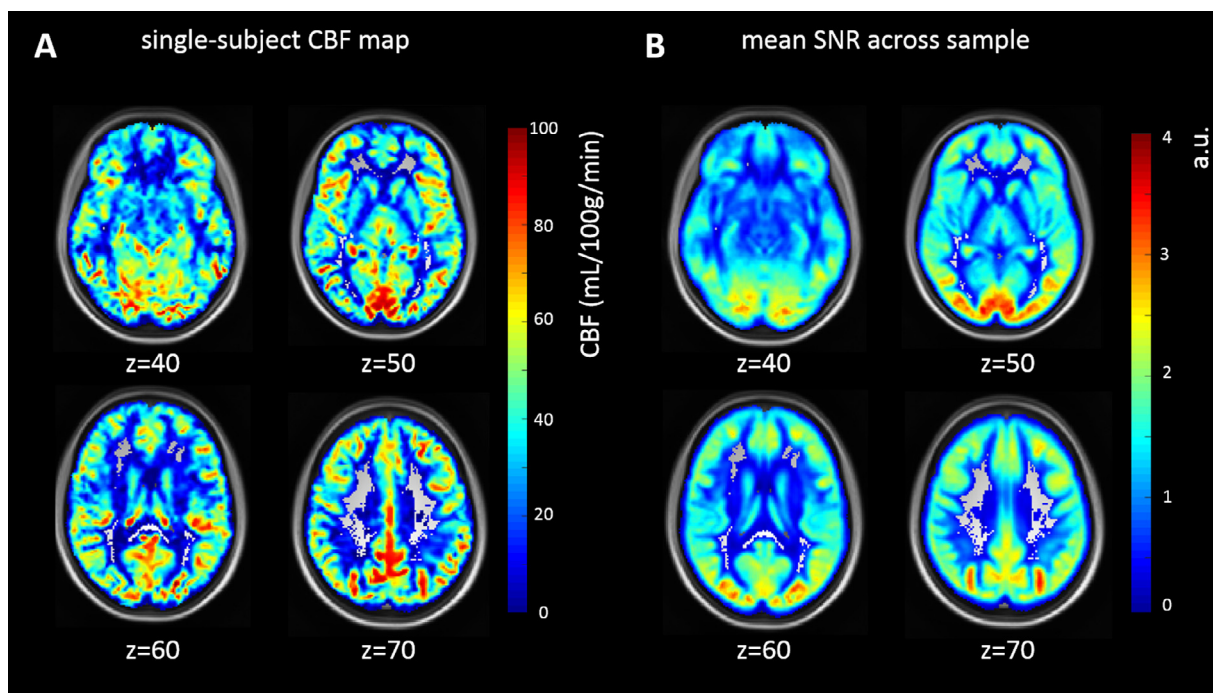 A
single-subject CBF map
z=40
z=50
z=60
z=70
100
80
60
40
20
0
CBF (mL/100g/min)
B
mean SNR across sample
z=40
z=50
z=60
z=70
4
3
2
1
0
a.u.